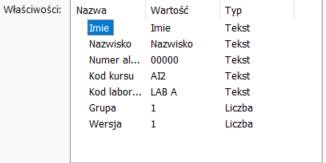 Właściwości:
Nazwa Wartość Typ
Imie Imie Tekst
Nazwisko Nazwisko Tekst
Numer al... 00000 Tekst
Kod kursu AI2 Tekst
Kod labor... LAB A Tekst
Grupa 1 Liczba
Wersja 1 Liczba